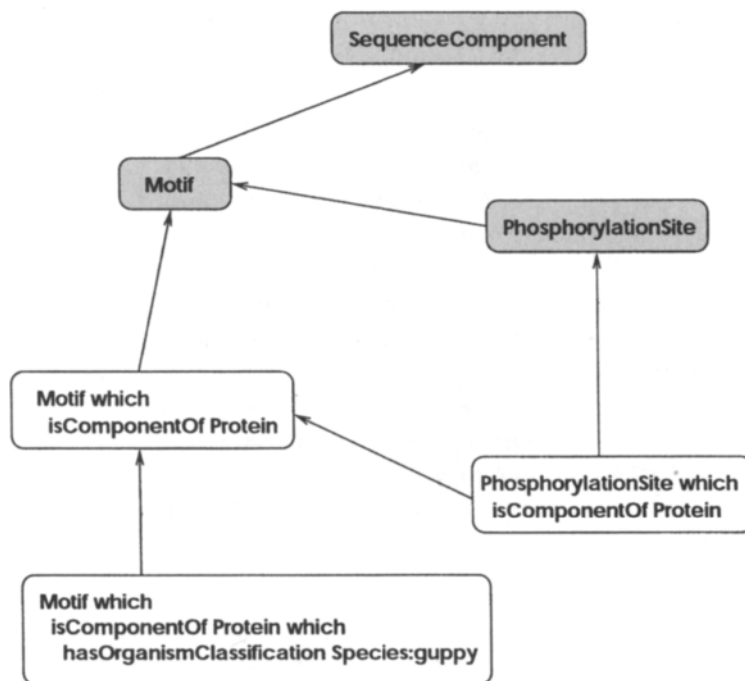 SequenceComponent
Motif
PhosphorylationSite
Motif which
isComponentOf Protein
PhosphorylationSite which
isComponentOf Protein
Motif which
isComponentOf Protein which
hasOrganismClassification Species:guppy